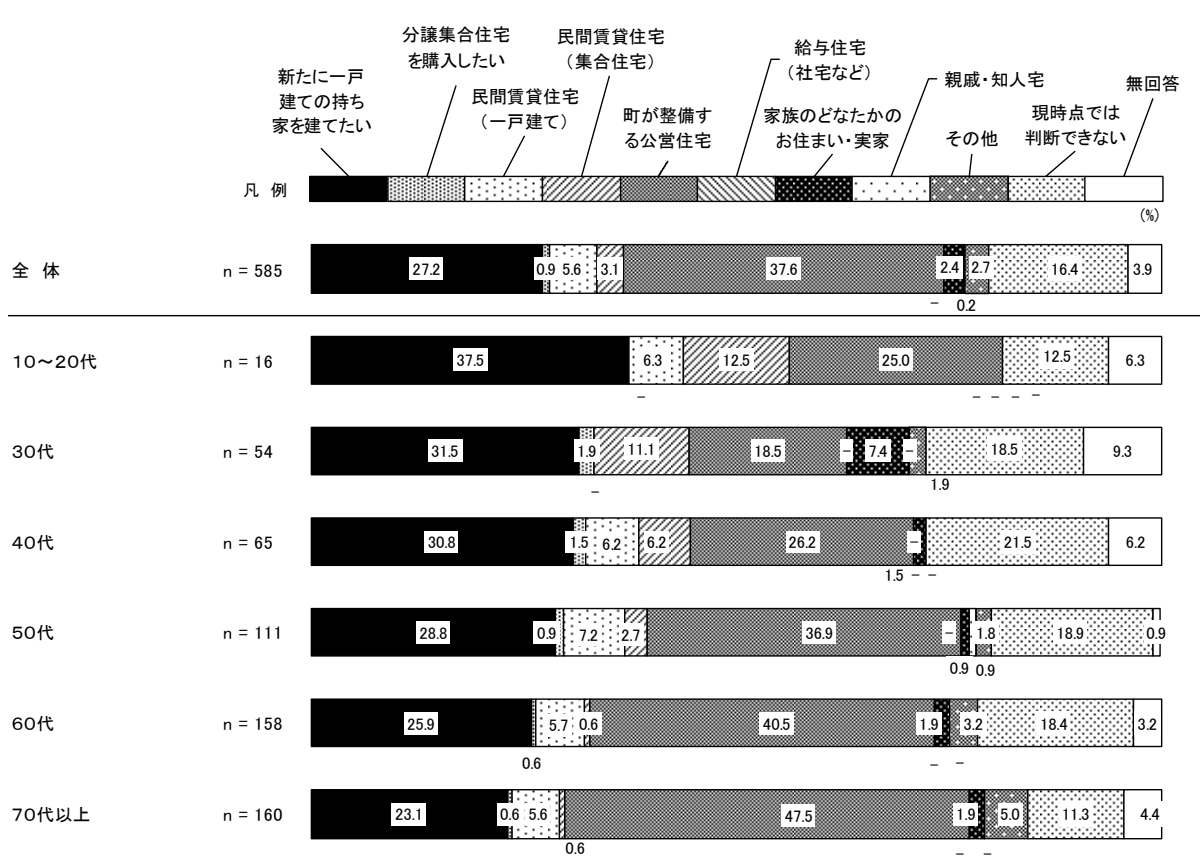 分譲集合住宅
を購入したい
民間賃貸住宅
（集合住宅）
給与住宅
（社宅など）
新たに一戸
建ての持ち
家を建てたい
民間賃貸住宅
（一戸建て）
町が整備す
る公営住宅
家族のどなたかの
お住まい・実家
親戚・知人宅
その他
現時点では
判断できない
無回答
凡 例
(%)
全 体 n = 585 27.2 0.9 5.6 3.1 37.6 2.4 2.7 16.4 3.9
− 0.2
10～20代 n = 16 37.5 6.3 12.5 25.0 12.5 6.3
− − − − −
30代 n = 54 31.5 1.9 11.1 18.5 − 7.4 − 18.5 9.3
− 1.9
40代 n = 65 30.8 1.5 6.2 6.2 26.2 − 21.5 6.2
1.5 − −
50代 n = 111 28.8 0.9 7.2 2.7 36.9 − 1.8 18.9 0.9
0.9 0.9
60代 n = 158 25.9 5.7 0.6 40.5 1.9 3.2 18.4 3.2
0.6 − −
70代以上 n = 160 23.1 0.6 5.6 47.5 1.9 5.0 11.3 4.4
0.6 − −